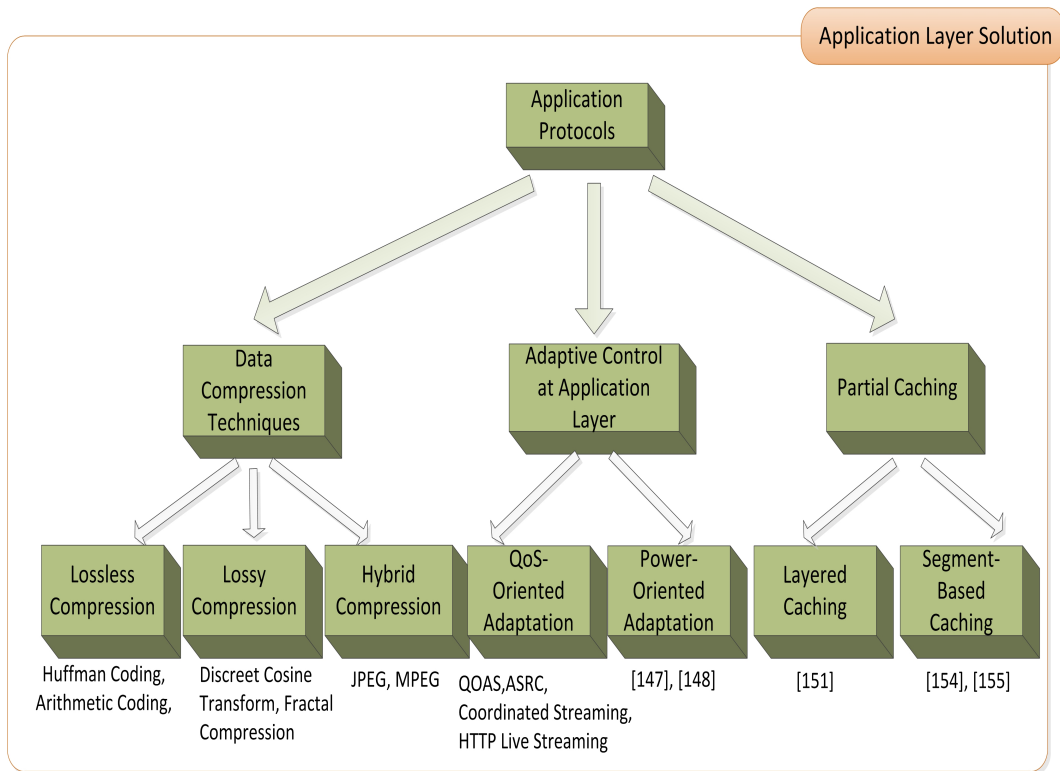 Application Layer Solution
Application
Protocols
Data
Compression
Techniques
Adaptive Control
at Application
Layer
Partial Caching
Lossless
Compression
Lossy
Compression
Hybrid
Compression
QoS-
Oriented
Adaptation
Power-
Oriented
Adaptation
Layered
Caching
Segment-
Based
Caching
Huffman Coding,
Arithmetic Coding,
Discreet Cosine
Transform, Fractal
Compression
JPEG, MPEG
QOAS,ASRC,
Coordinated Streaming,
HTTP Live Streaming
[147], [148]
[151]
[154], [155]